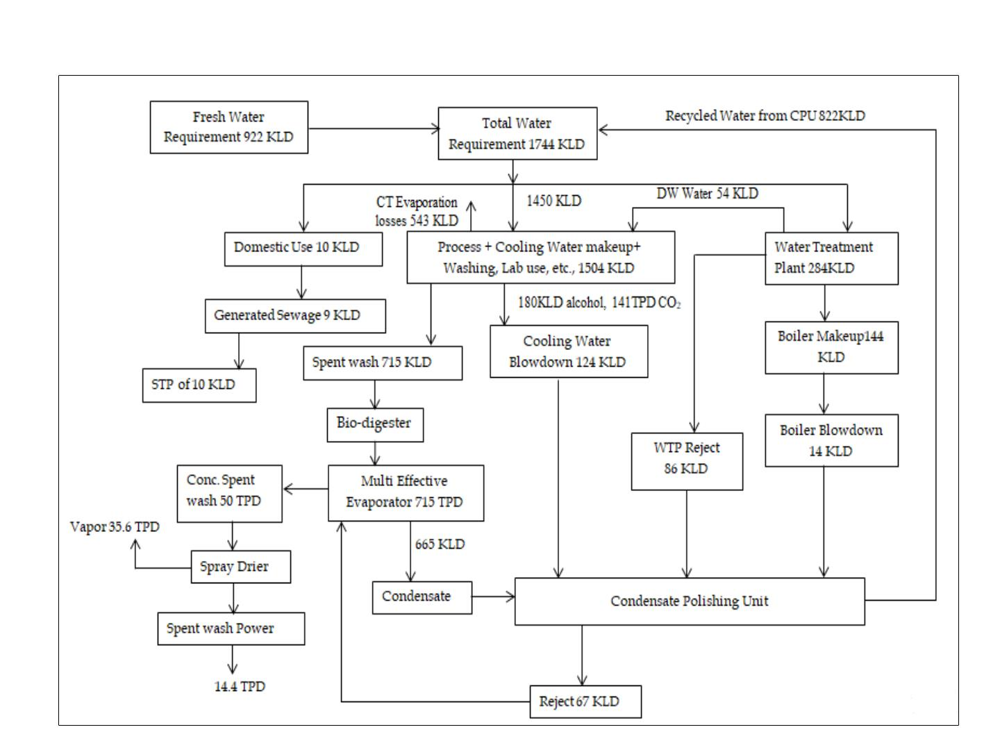 Fresh Water
Requirement 922 KLD
Total Water
Requirement 1744 KLD
Recycled Water from CPU 822KLD
CT Evaporation
losses 543 KLD
1450 KLD
DW Water 54 KLD
Domestic Use 10 KLD
Process + Cooling Water makeup+
Washing, Lab use, etc., 1504 KLD
Water Treatment
Plant 284KLD
Generated Sewage 9 KLD
180KLD alcohol, 141TPD CO₂
STP of 10 KLD
Spent wash 715 KLD
Cooling Water
Blowdown 124 KLD
Boiler Makeup144
KLD
Bio-digester
WTP Reject
86 KLD
Boiler Blowdown
14 KLD
Conc. Spent
wash 50 TPD
Multi Effective
Evaporator 715 TPD
Vapor 35.6 TPD
665 KLD
Spray Drier
Condensate
Condensate Polishing Unit
Spent wash Power
14.4 TPD
Reject 67 KLD